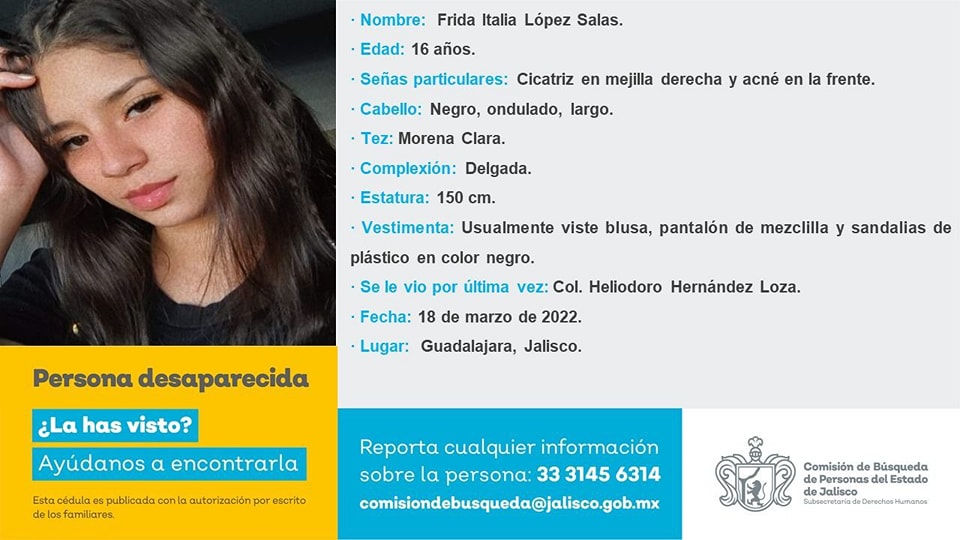 · Nombre: Frida Italia López Salas.
· Edad: 16 años.
· Señas particulares: Cicatriz en mejilla derecha y acné en la frente.
· Cabello: Negro, ondulado, largo.
· Tez: Morena Clara.
· Complexión: Delgada.
· Estatura: 150 cm.
· Vestimenta: Usualmente viste blusa, pantalón de mezclilla y sandalias de
plástico en color negro.
· Se le vio por última vez: Col. Heliodoro Hernández Loza.
· Fecha: 18 de marzo de 2022.
· Lugar: Guadalajara, Jalisco.
Persona desaparecida
¿La has visto?
Ayúdanos a encontrarla
Esta cédula es publicada con la autorización por escrito
de los familiares.
Reporta cualquier información
sobre la persona: 33 3145 6314
comisiondebusqueda@jalisco.gob.mx
Comisión de Búsqueda
de Personas del Estado
de Jalisco
Subsecretaría de Derechos Humanos